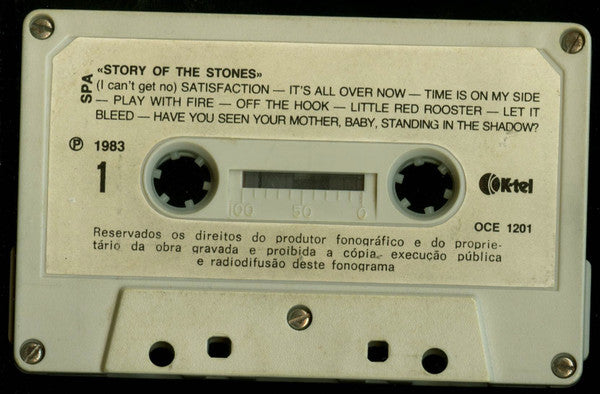 «STORY OF THE STONES»
SPA
(I can't get no) SATISFACTION — IT'S ALL OVER NOW — TIME IS ON MY SIDE
— PLAY WITH FIRE — OFF THE HOOK — LITTLE RED ROOSTER — LET IT
BLEED — HAVE YOU SEEN YOUR MOTHER, BABY, STANDING IN THE SHADOW?
℗ 1983
1
K-tel
100 50 0
OCE 1201
Reservados os direitos do produtor fonográfico e do proprie-
tário da obra gravada e proibida a cópia, execução pública
e radiodifusão deste fonograma